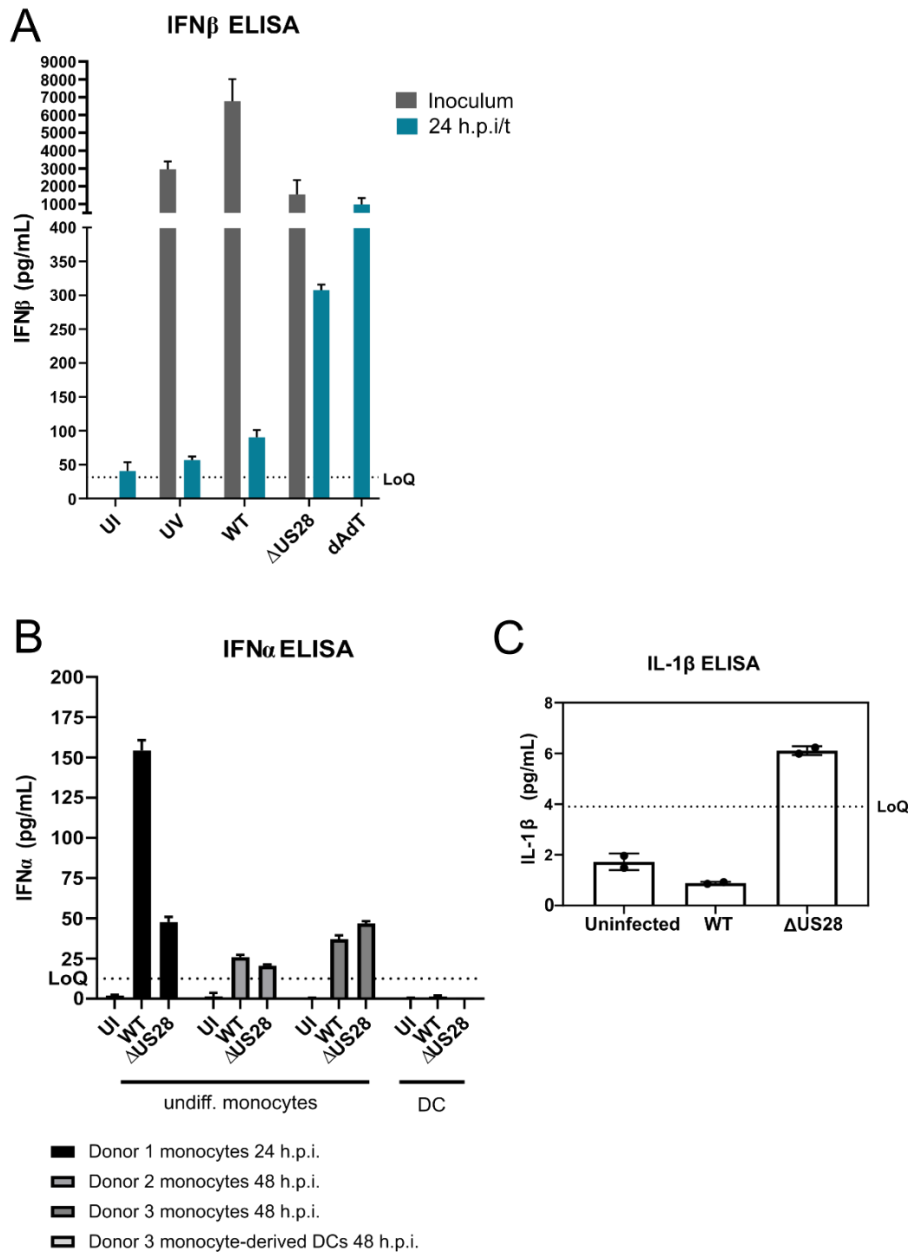 A
IFNβ ELISA
IFNβ (pg/mL)
9000
8000
7000
6000
5000
4000
3000
2000
1000
400
350
300
250
200
150
100
50
0
Inoculum
24 h.p.i/t
LoQ
UI
UV
WT
ΔUS28
dAdT
B
IFNα ELISA
IFNα (pg/mL)
200
175
150
125
100
75
50
25
0
LoQ
UI
WT
ΔUS28
UI
WT
ΔUS28
UI
WT
ΔUS28
UI
WT
ΔUS28
undiff. monocytes
DC
Donor 1 monocytes 24 h.p.i.
Donor 2 monocytes 48 h.p.i.
Donor 3 monocytes 48 h.p.i.
Donor 3 monocyte-derived DCs 48 h.p.i.
C
IL-1β ELISA
IL-1β (pg/mL)
8
6
4
2
0
LoQ
Uninfected
WT
ΔUS28